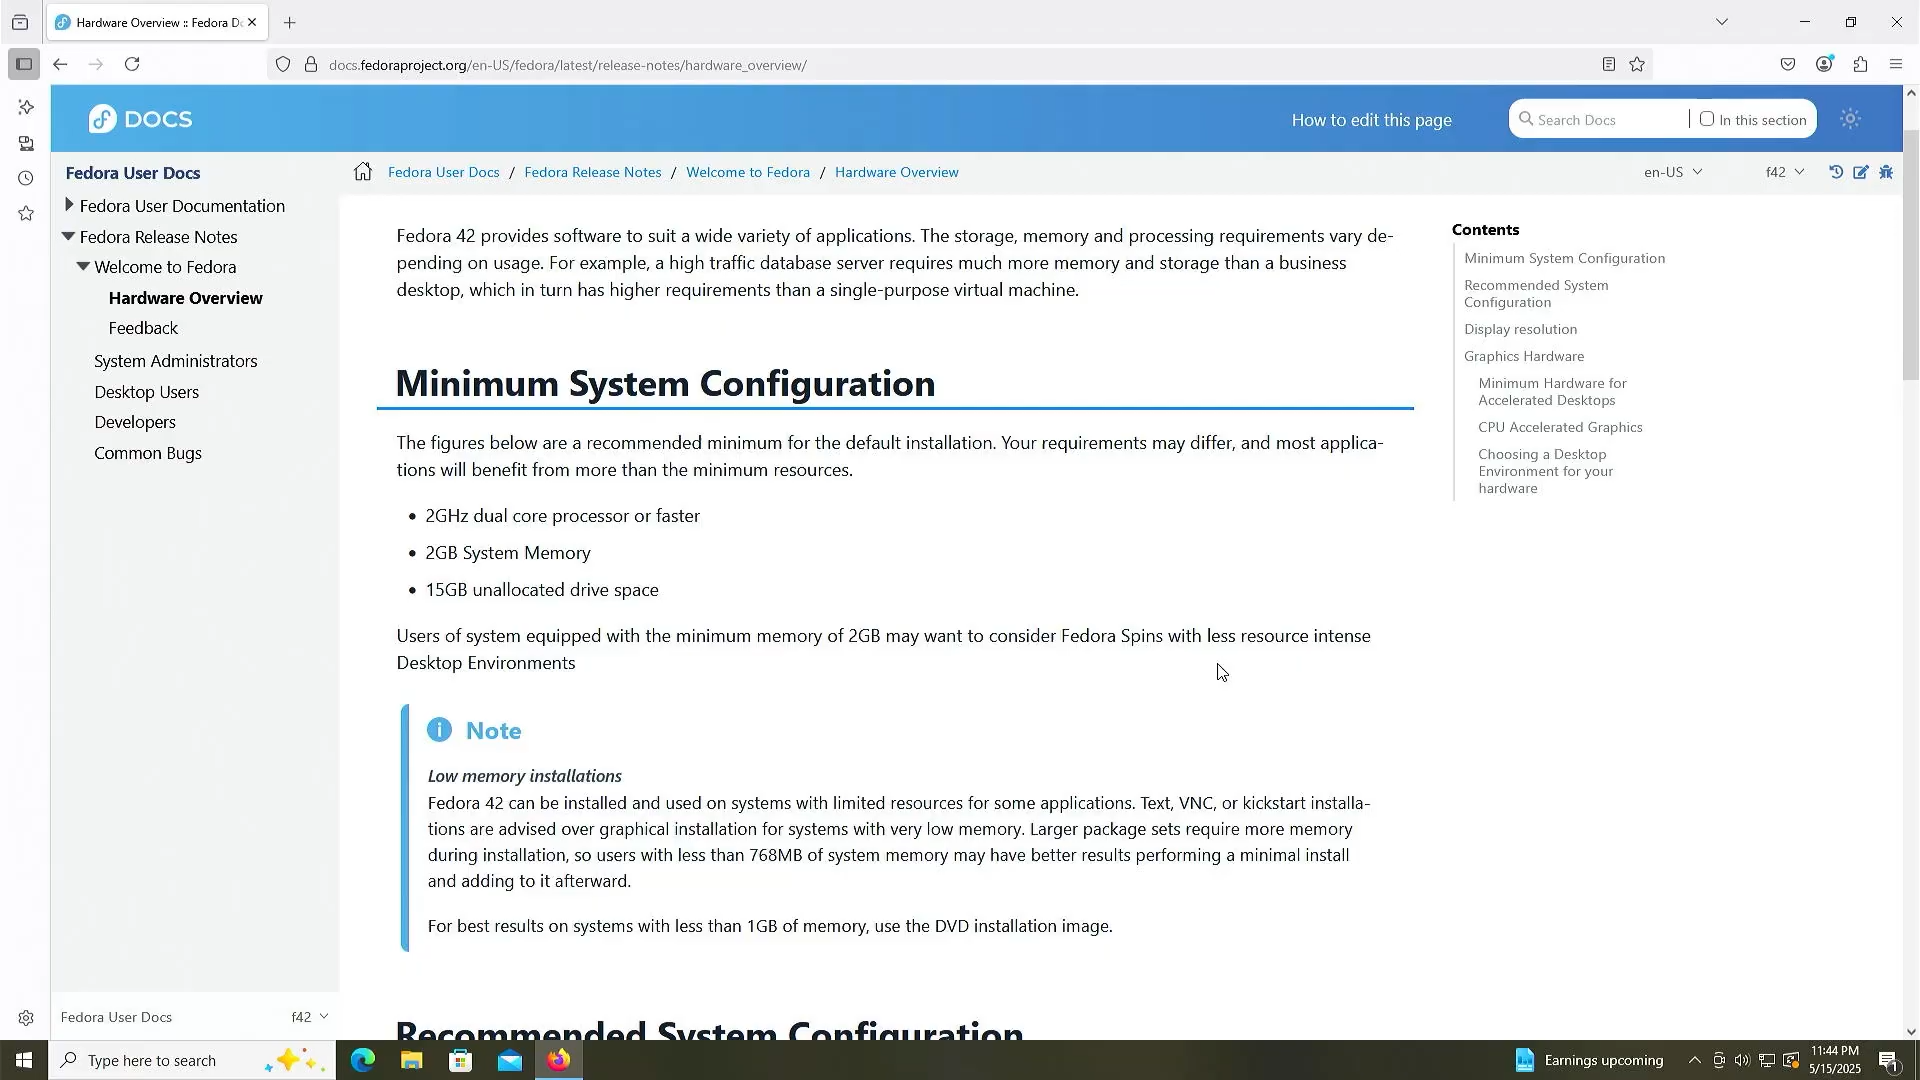 Hardware Overview :: Fedora D
docs.fedoraproject.org/en-US/fedora/latest/release-notes/hardware_overview/
DOCS
How to edit this page
Search Docs
In this section
Fedora User Docs
Fedora User Documentation
Fedora Release Notes
Welcome to Fedora
Hardware Overview
Feedback
System Administrators
Desktop Users
Developers
Common Bugs
Fedora User Docs
f42
Fedora User Docs / Fedora Release Notes / Welcome to Fedora / Hardware Overview
en-US
f42
Fedora 42 provides software to suit a wide variety of applications. The storage, memory and processing requirements vary de-
pending on usage. For example, a high traffic database server requires much more memory and storage than a business
desktop, which in turn has higher requirements than a single-purpose virtual machine.
Minimum System Configuration
The figures below are a recommended minimum for the default installation. Your requirements may differ, and most applica-
tions will benefit from more than the minimum resources.
• 2GHz dual core processor or faster
• 2GB System Memory
• 15GB unallocated drive space
Users of system equipped with the minimum memory of 2GB may want to consider Fedora Spins with less resource intense
Desktop Environments
Note
Low memory installations
Fedora 42 can be installed and used on systems with limited resources for some applications. Text, VNC, or kickstart installa-
tions are advised over graphical installation for systems with very low memory. Larger package sets require more memory
during installation, so users with less than 768MB of system memory may have better results performing a minimal install
and adding to it afterward.
For best results on systems with less than 1GB of memory, use the DVD installation image.
Recommended System Configuration
Contents
Minimum System Configuration
Recommended System
Configuration
Display resolution
Graphics Hardware
Minimum Hardware for
Accelerated Desktops
CPU Accelerated Graphics
Choosing a Desktop
Environment for your
hardware
Type here to search
Earnings upcoming
11:44 PM
5/15/2025
1